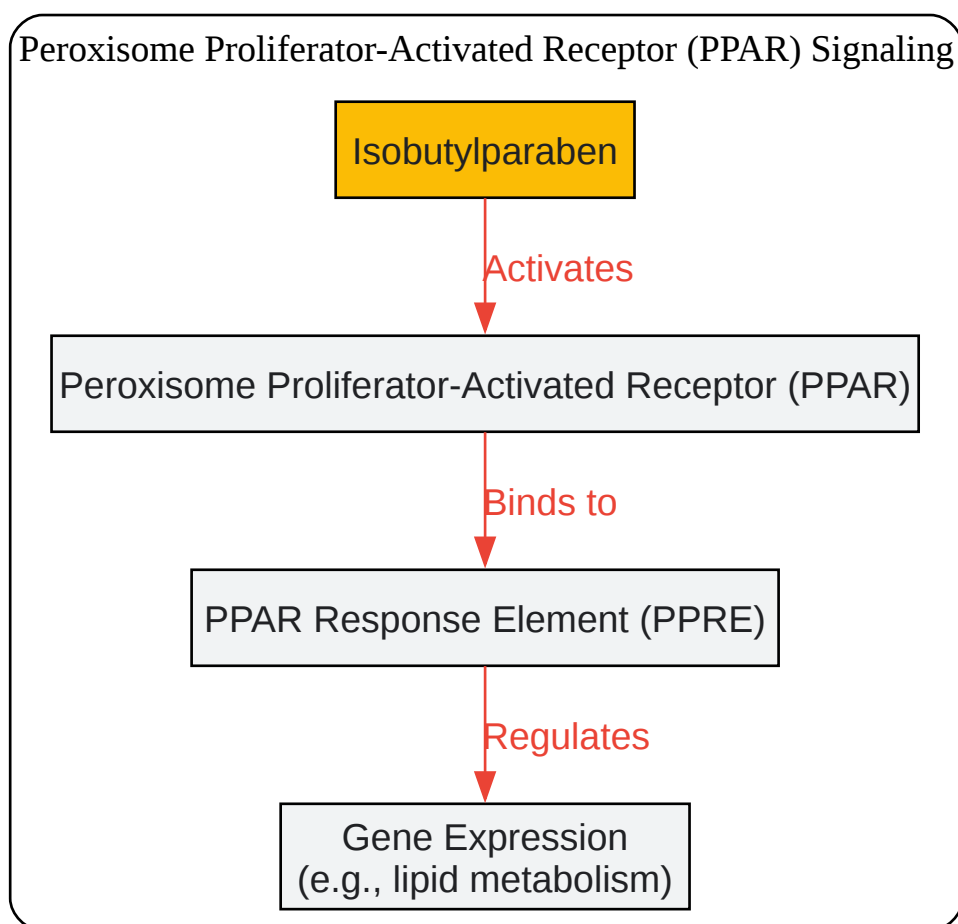 Peroxisome Proliferator-Activated Receptor (PPAR) Signaling
Isobutylparaben
Activates
Peroxisome Proliferator-Activated Receptor (PPAR)
Binds to
PPAR Response Element (PPRE)
Regulates
Gene Expression
(e.g., lipid metabolism)